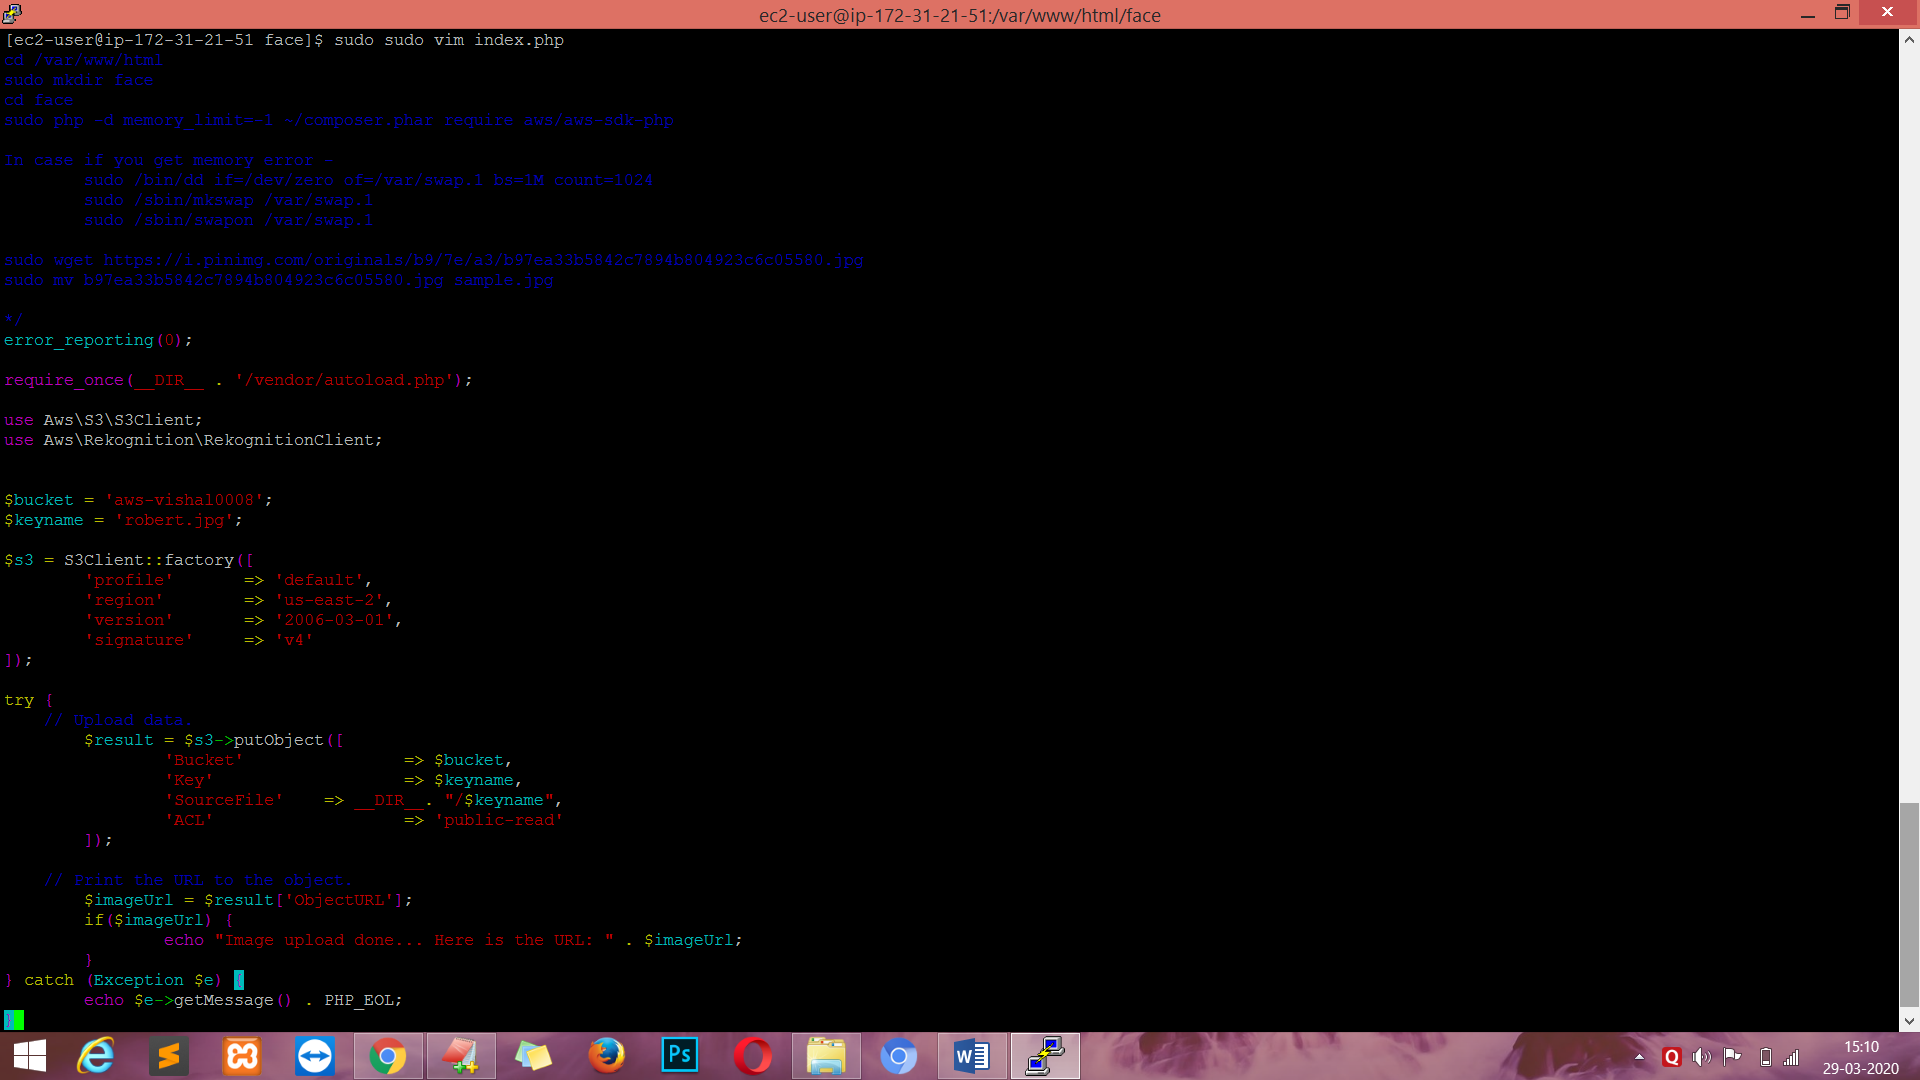 ec2-user@ip-172-31-21-51:/var/www/html/face
[ec2-user@ip-172-31-21-51 face]$ sudo sudo vim index.php
cd /var/www/html
sudo mkdir face
cd face
sudo php -d memory_limit=-1 ~/composer.phar require aws/aws-sdk-php
In case if you get memory error -
sudo /bin/dd if=/dev/zero of=/var/swap.1 bs=1M count=1024
sudo /sbin/mkswap /var/swap.1
sudo /sbin/swapon /var/swap.1
sudo wget https://i.pinimg.com/originals/b9/7e/a3/b97ea33b5842c7894b804923c6c05580.jpg
sudo mv b97ea33b5842c7894b804923c6c05580.jpg sample.jpg
*/
error_reporting(0);
require_once(__DIR__ . '/vendor/autoload.php');
use Aws\S3\S3Client;
use Aws\Rekognition\RekognitionClient;
$bucket = 'aws-vishal0008';
$keyname = 'robert.jpg';
$s3 = S3Client::factory([
'profile' => 'default',
'region' => 'us-east-2',
'version' => '2006-03-01',
'signature' => 'v4'
]);
try {
// Upload data.
$result = $s3->putObject([
'Bucket' => $bucket,
'Key' => $keyname,
'SourceFile' => __DIR__. "/$keyname",
'ACL' => 'public-read'
]);
// Print the URL to the object.
$imageUrl = $result['ObjectURL'];
if($imageUrl) {
echo "Image upload done... Here is the URL: " . $imageUrl;
}
} catch (Exception $e) {
echo $e->getMessage() . PHP_EOL;
}
Ps
W
Q
15:10
29-03-2020